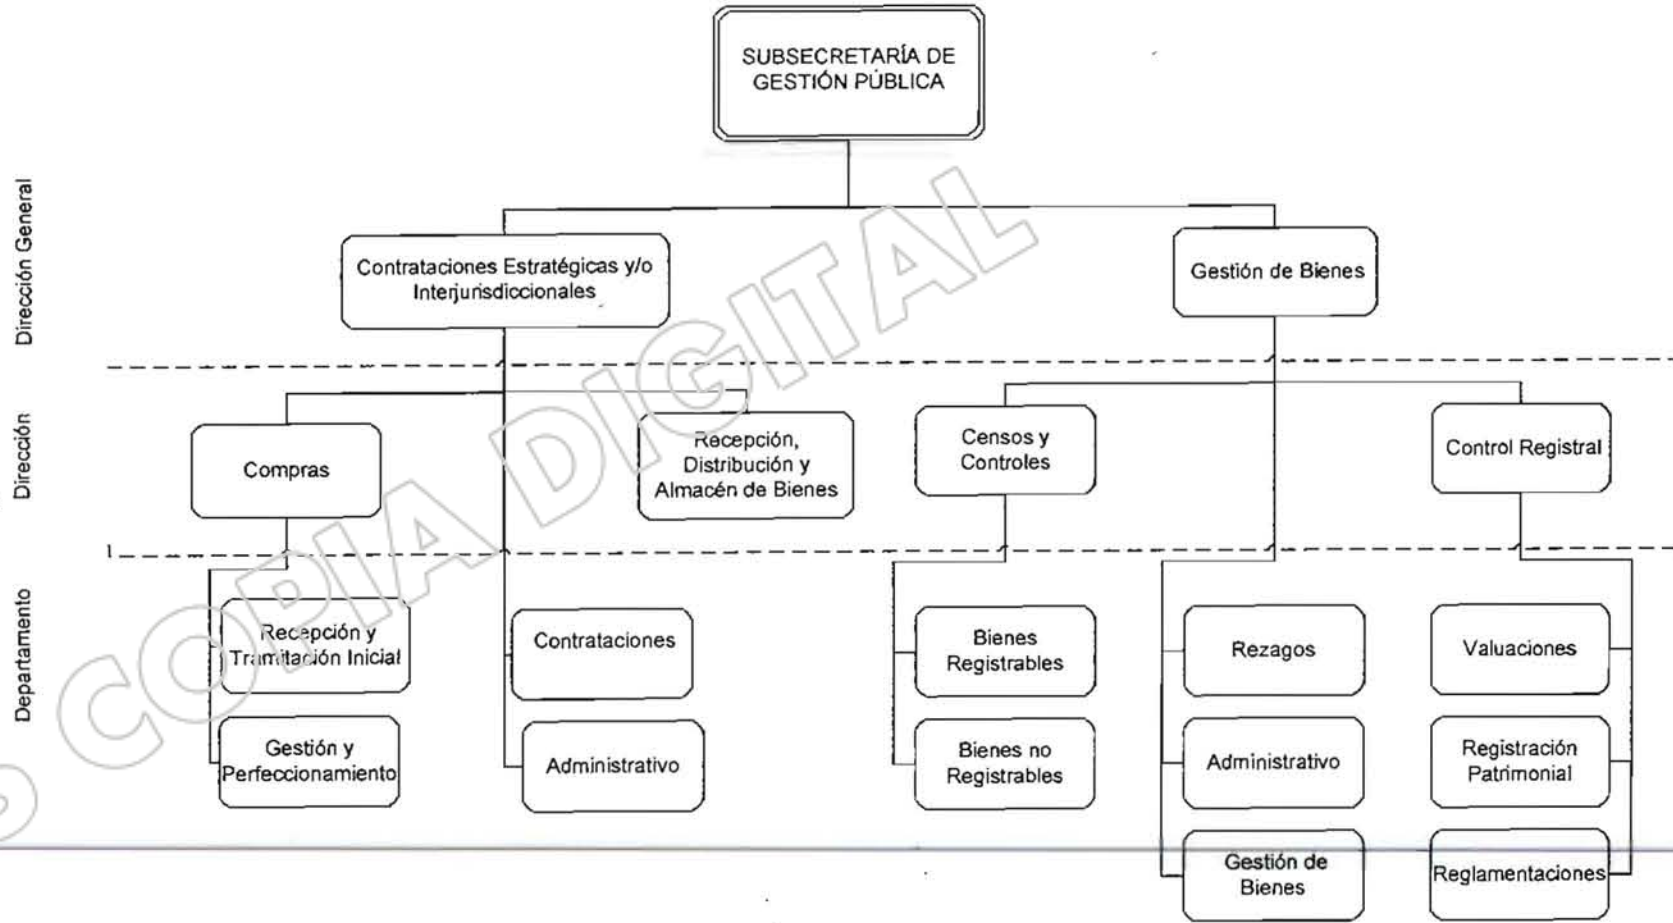 SUBSECRETARÍA DE
GESTIÓN PÚBLICA
Dirección General
Contrataciones Estratégicas y/o
Interjurisdiccionales
Gestión de Bienes
Dirección
Compras
Recepción,
Distribución y
Almacén de Bienes
Censos y
Controles
Control Registral
Departamento
Recepción y
Tramitación Inicial
Contrataciones
Bienes
Registrables
Rezagos
Valuaciones
Gestión y
Perfeccionamiento
Administrativo
Bienes no
Registrables
Administrativo
Registración
Patrimonial
Gestión de
Bienes
Reglamentaciones
COPIA DIGITAL